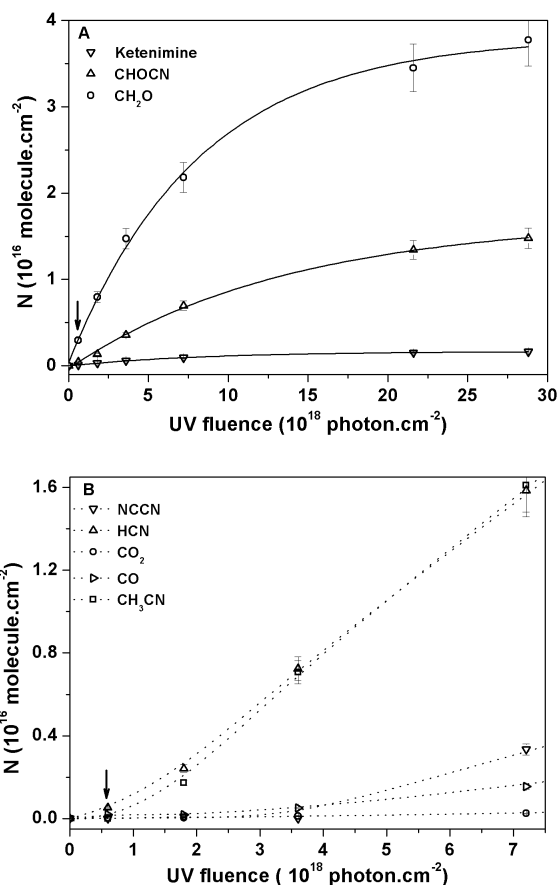 A
Ketenimine
CHOCN
CH2O
4
3
2
1
0
N (10^16 molecule.cm^-2)
0 5 10 15 20 25 30
UV fluence (10^18 photon.cm^-2)
B
NCCN
HCN
CO2
CO
CH3CN
1.6
1.2
0.8
0.4
0.0
N (10^16 molecule.cm^-2)
0 1 2 3 4 5 6 7
UV fluence ( 10^18 photon.cm^-2)